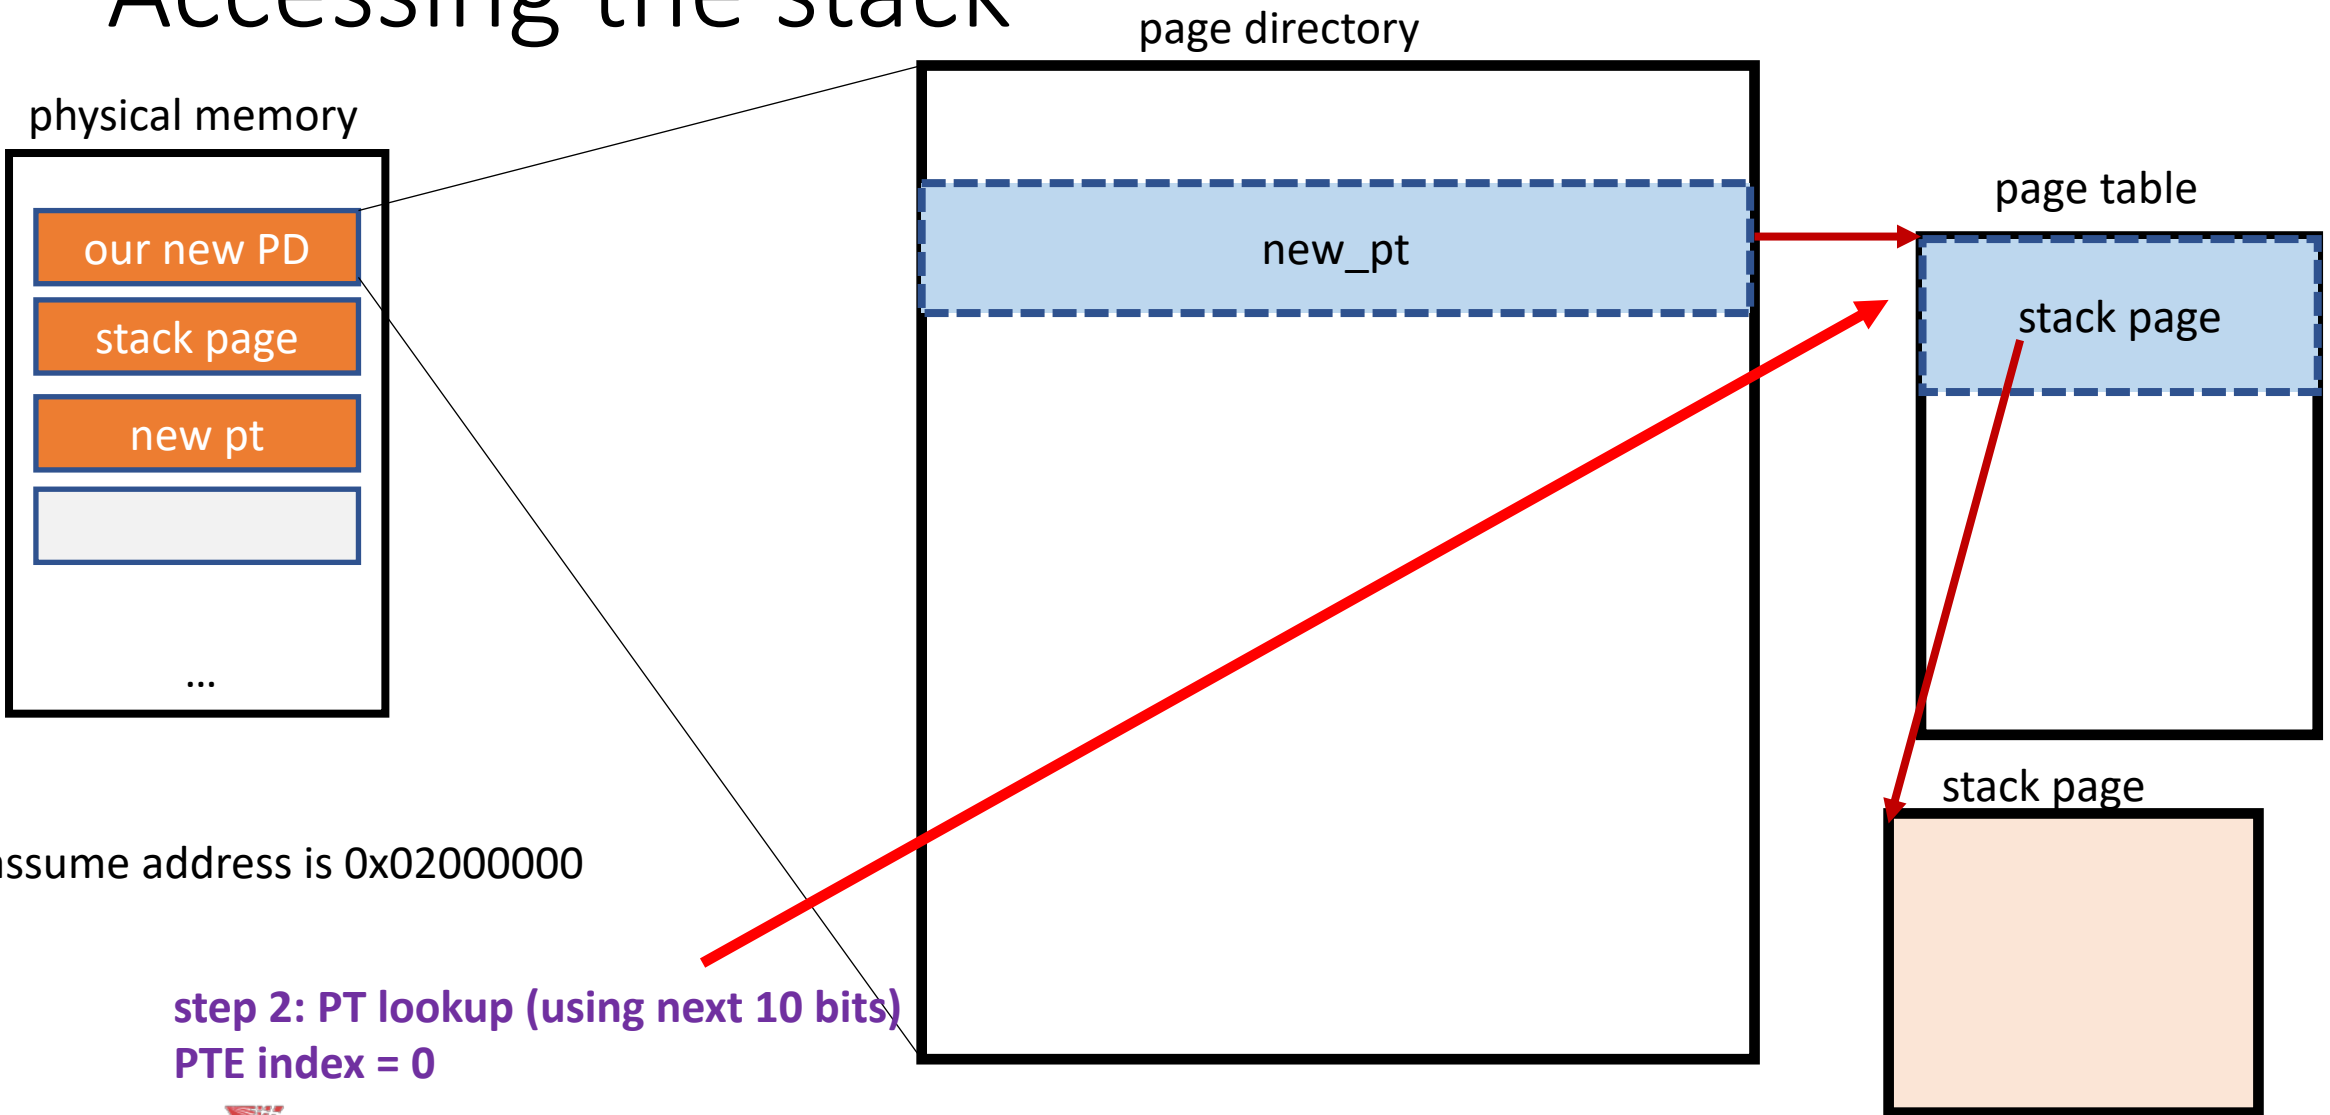 Accessing the stack
page directory
physical memory
our new PD
stack page
new pt
...
new_pt
page table
stack page
stack page
assume address is 0x02000000
step 2: PT lookup (using next 10 bits)
PTE index = 0